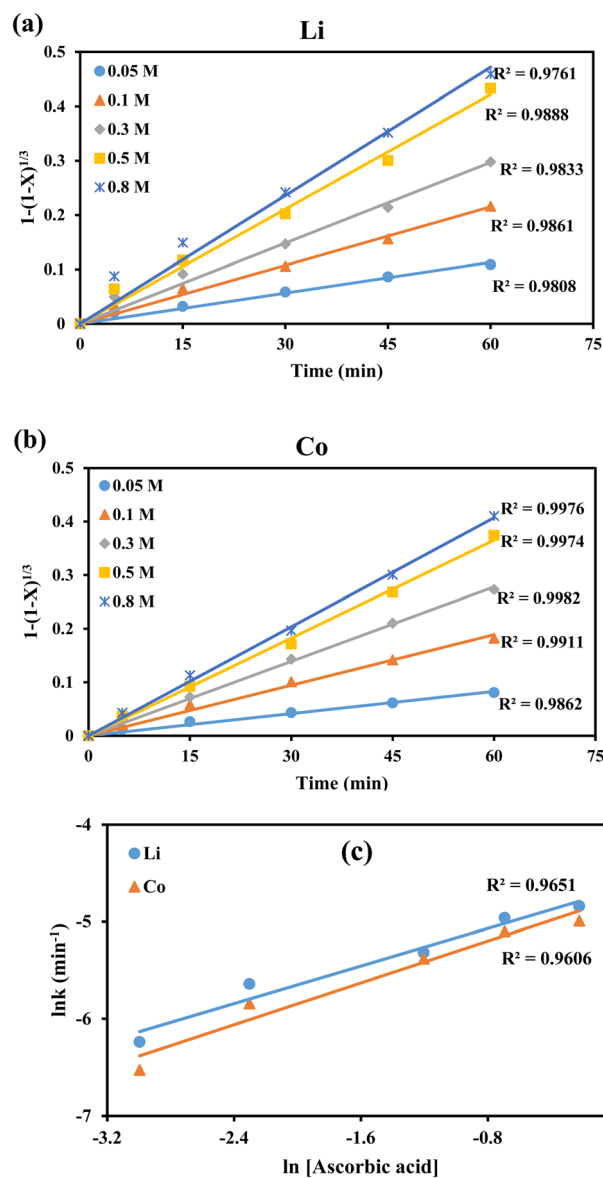 (a)
Li
0.5
0.4
0.3
0.2
0.1
0
0.05 M
0.1 M
0.3 M
0.5 M
0.8 M
R² = 0.9761
R² = 0.9888
R² = 0.9833
R² = 0.9861
R² = 0.9808
1-(1-X)^1/3
0 15 30 45 60 75
Time (min)
(b)
Co
0.5
0.4
0.3
0.2
0.1
0
0.05 M
0.1 M
0.3 M
0.5 M
0.8 M
R² = 0.9976
R² = 0.9974
R² = 0.9982
R² = 0.9911
R² = 0.9862
1-(1-X)^1/3
0 15 30 45 60 75
Time (min)
(c)
-4
-5
-6
-7
Li
Co
R² = 0.9651
R² = 0.9606
lnk (min⁻¹)
-3.2 -2.4 -1.6 -0.8
ln [Ascorbic acid]